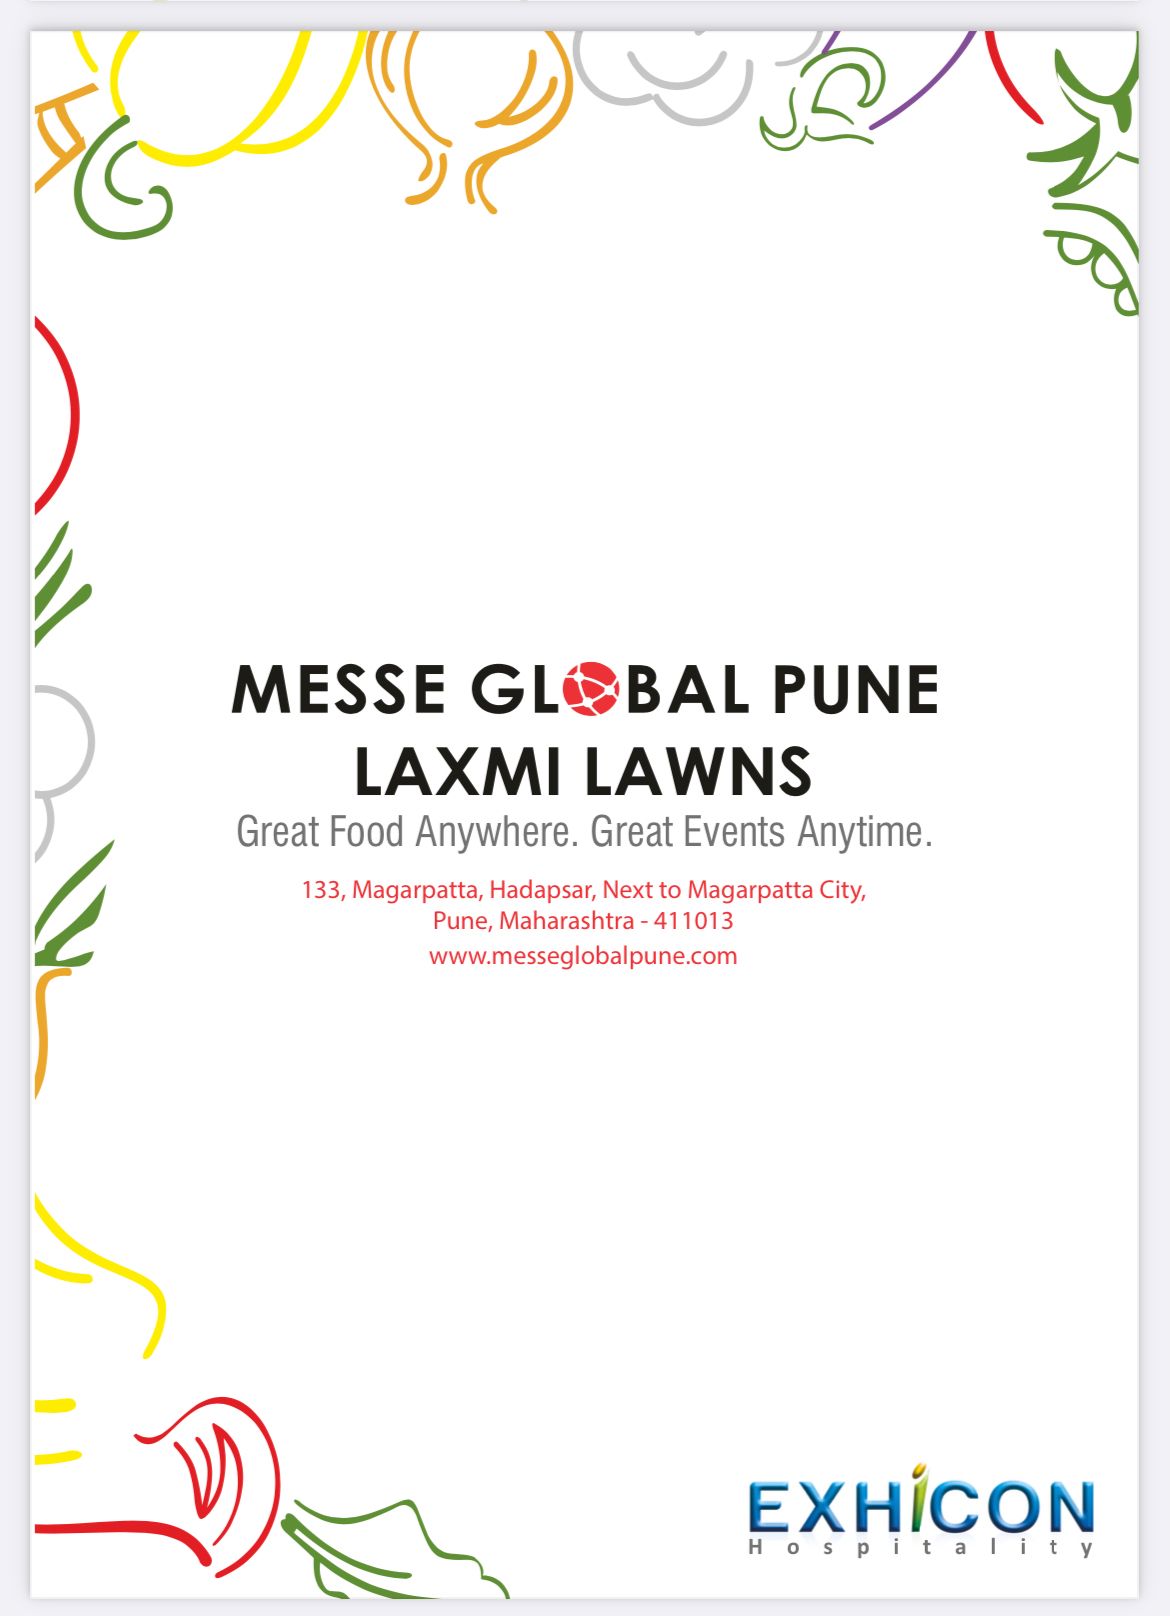 MESSE GLOBAL PUNE
LAXMI LAWNS
Great Food Anywhere. Great Events Anytime.
133, Magarpatta, Hadapsar, Next to Magarpatta City,
Pune, Maharashtra - 411013
www.messeglobalpune.com
EXHICON
Hospitality